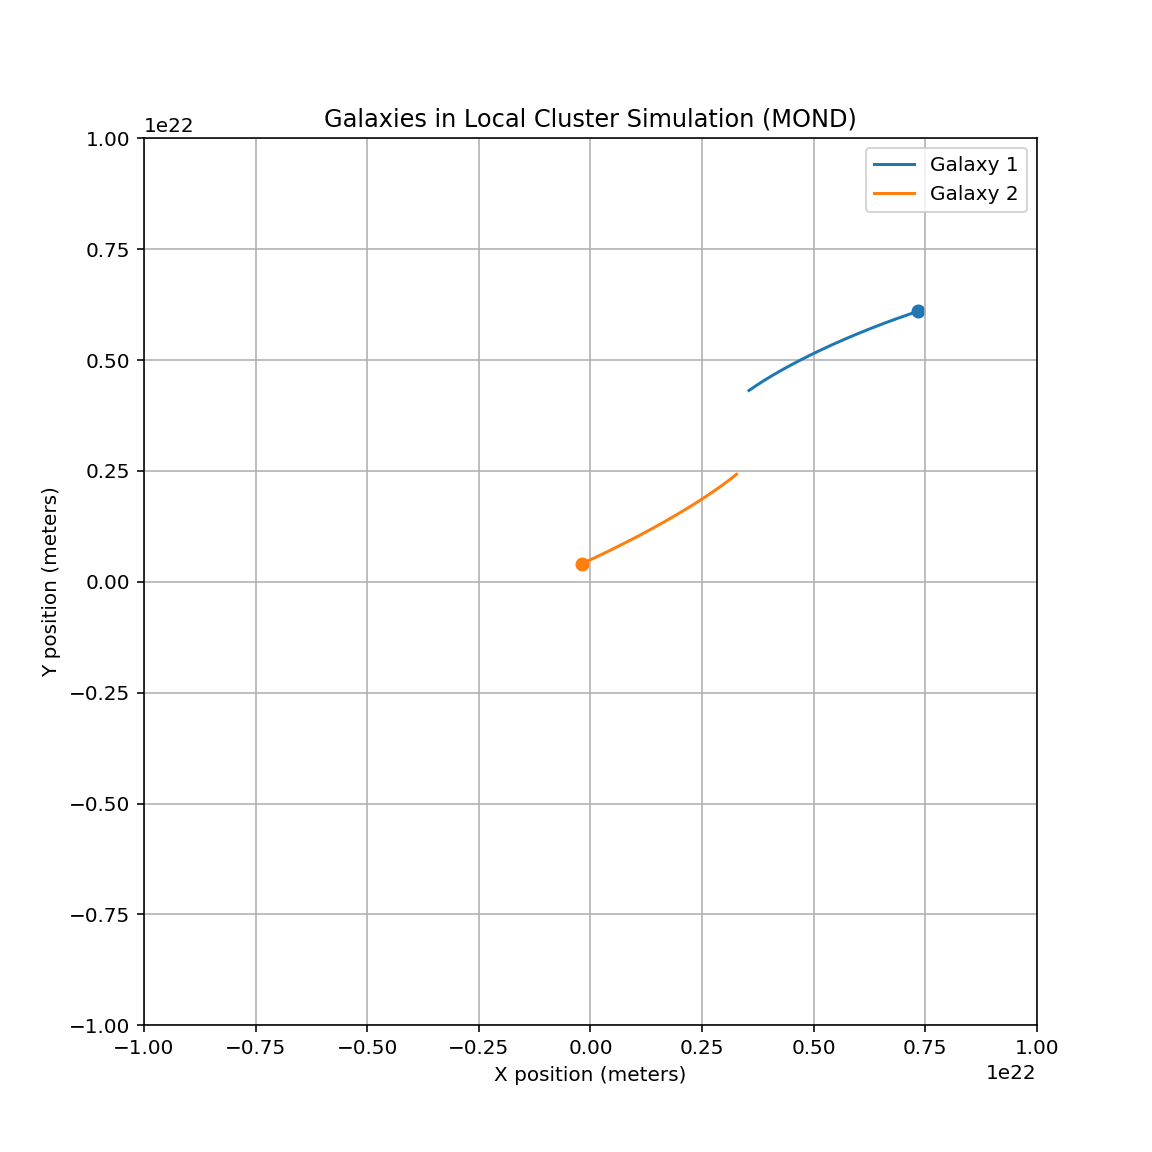 Galaxies in Local Cluster Simulation (MOND)
1e22
Galaxy 1
Galaxy 2
1.00
0.75
0.50
0.25
0.00
−0.25
−0.50
−0.75
−1.00
Y position (meters)
−1.00 −0.75 −0.50 −0.25 0.00 0.25 0.50 0.75 1.00
X position (meters)
1e22